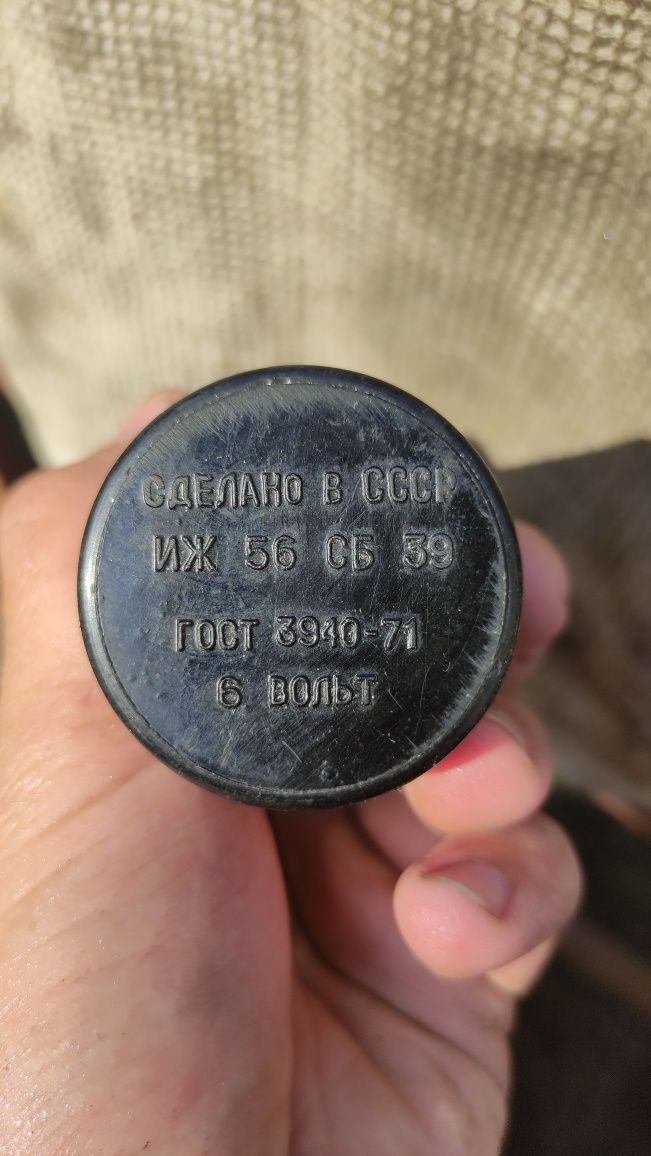 СДЕЛАНО В СССР
ИЖ 56 СБ 39
ГОСТ 3940-71
6 ВОЛЬТ